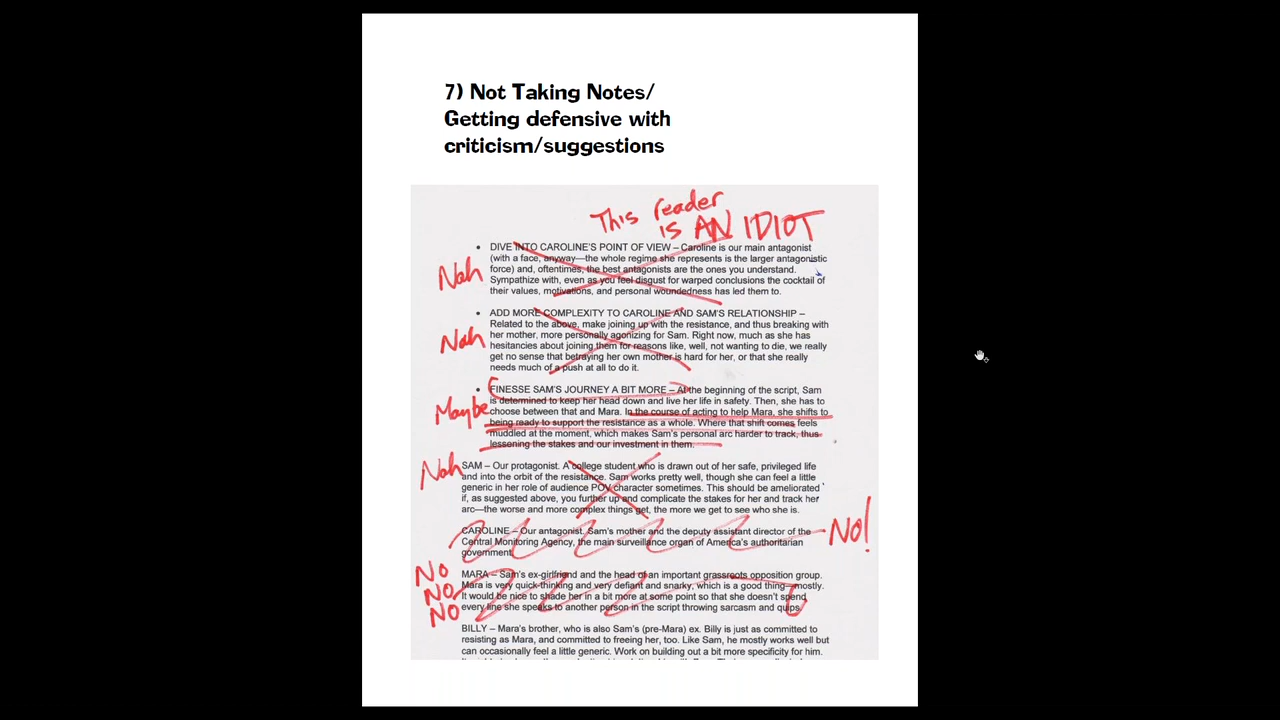 7) Not Taking Notes/
Getting defensive with
criticism/suggestions
This reader
IS AN IDIOT
• DIVE INTO CAROLINE'S POINT OF VIEW – Caroline is our main antagonist
(with a face, anyway—the whole regime she represents is the larger antagonistic
force) and, oftentimes, the best antagonists are the ones you understand.
Nah
Sympathize with, even as you feel disgust for warped conclusions the cocktail of
their values, motivations, and personal woundedness has led them to.
• ADD MORE COMPLEXITY TO CAROLINE AND SAM'S RELATIONSHIP –
Related to the above, make joining up with the resistance, and thus breaking with
Nah
her mother, more personally agonizing for Sam. Right now, much as she has
hesitancies about joining them for reasons like, well, not wanting to die, we really
get no sense that betraying her own mother is hard for her, or that she really
needs much of a push at all to do it.
• FINESSE SAM'S JOURNEY A BIT MORE – At the beginning of the script, Sam
is determined to keep her head down and live her life in safety. Then, she has to
Maybe
choose between that and Mara. In the course of acting to help Mara, she shifts to
being ready to support the resistance as a whole. Where that shift comes feels
muddled at the moment, which makes Sam's personal arc harder to track, thus
lessening the stakes and our investment in them.
Nah
SAM – Our protagonist. A college student who is drawn out of her safe, privileged life
and into the orbit of the resistance. Sam works pretty well, though she can feel a little
generic in her role of audience POV character sometimes. This should be ameliorated
if, as suggested above, you further up and complicate the stakes for her and track her
arc—the worse and more complex things get, the more we get to see who she is.
CAROLINE – Our antagonist. Sam's mother and the deputy assistant director of the
NO!
Central Monitoring Agency, the main surveillance organ of America's authoritarian
government.
NO
MARA – Sam's ex-girlfriend and the head of an important grassroots opposition group.
Mara is very quick-thinking and very defiant and snarky, which is a good thing—mostly.
NO
It would be nice to shade her in a bit more at some point so that she doesn't spend
every line she speaks to another person in the script throwing sarcasm and quips.
NO
BILLY – Mara's brother, who is also Sam's (pre-Mara) ex. Billy is just as committed to
resisting as Mara, and committed to freeing her, too. Like Sam, he mostly works well but
can occasionally feel a little generic. Work on building out a bit more specificity for him.